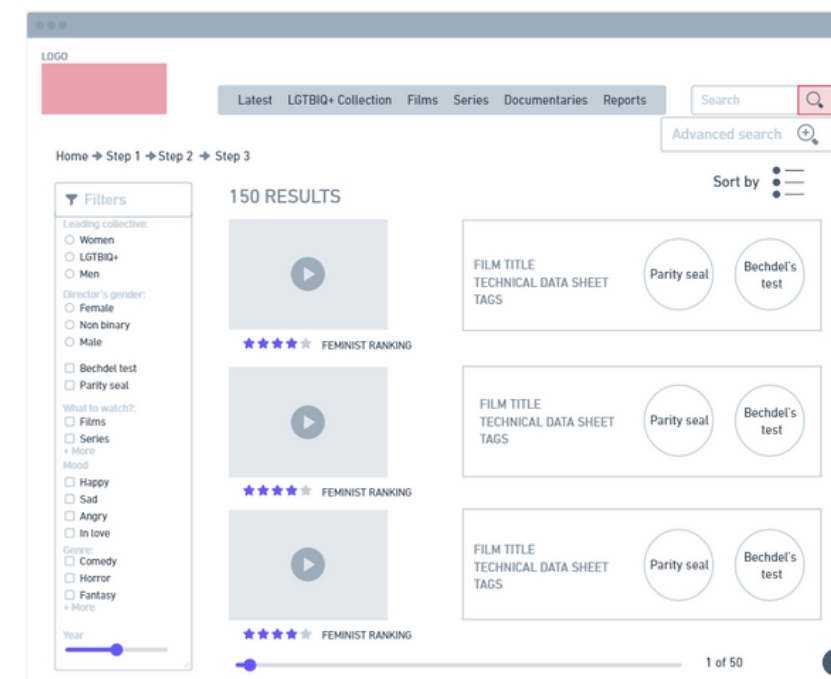 LOGO
Latest LGTBIQ+ Collection Films Series Documentaries Reports
Search
Advanced search
Home Step 1 Step 2 Step 3
Sort by
Filters
150 RESULTS
Leading collective:
Women
LGTBIQ+
Men
Director's gender:
Female
Non binary
Male
Bechdel test
Parity seal
What to watch?:
Films
Series
+ More
Mood
Happy
Sad
Angry
In love
Genre:
Comedy
Horror
Fantasy
+ More
Year
FILM TITLE
TECHNICAL DATA SHEET
TAGS
Parity seal
Bechdel's
test
FEMINIST RANKING
FILM TITLE
TECHNICAL DATA SHEET
TAGS
Parity seal
Bechdel's
test
FEMINIST RANKING
FILM TITLE
TECHNICAL DATA SHEET
TAGS
Parity seal
Bechdel's
test
FEMINIST RANKING
1 of 50